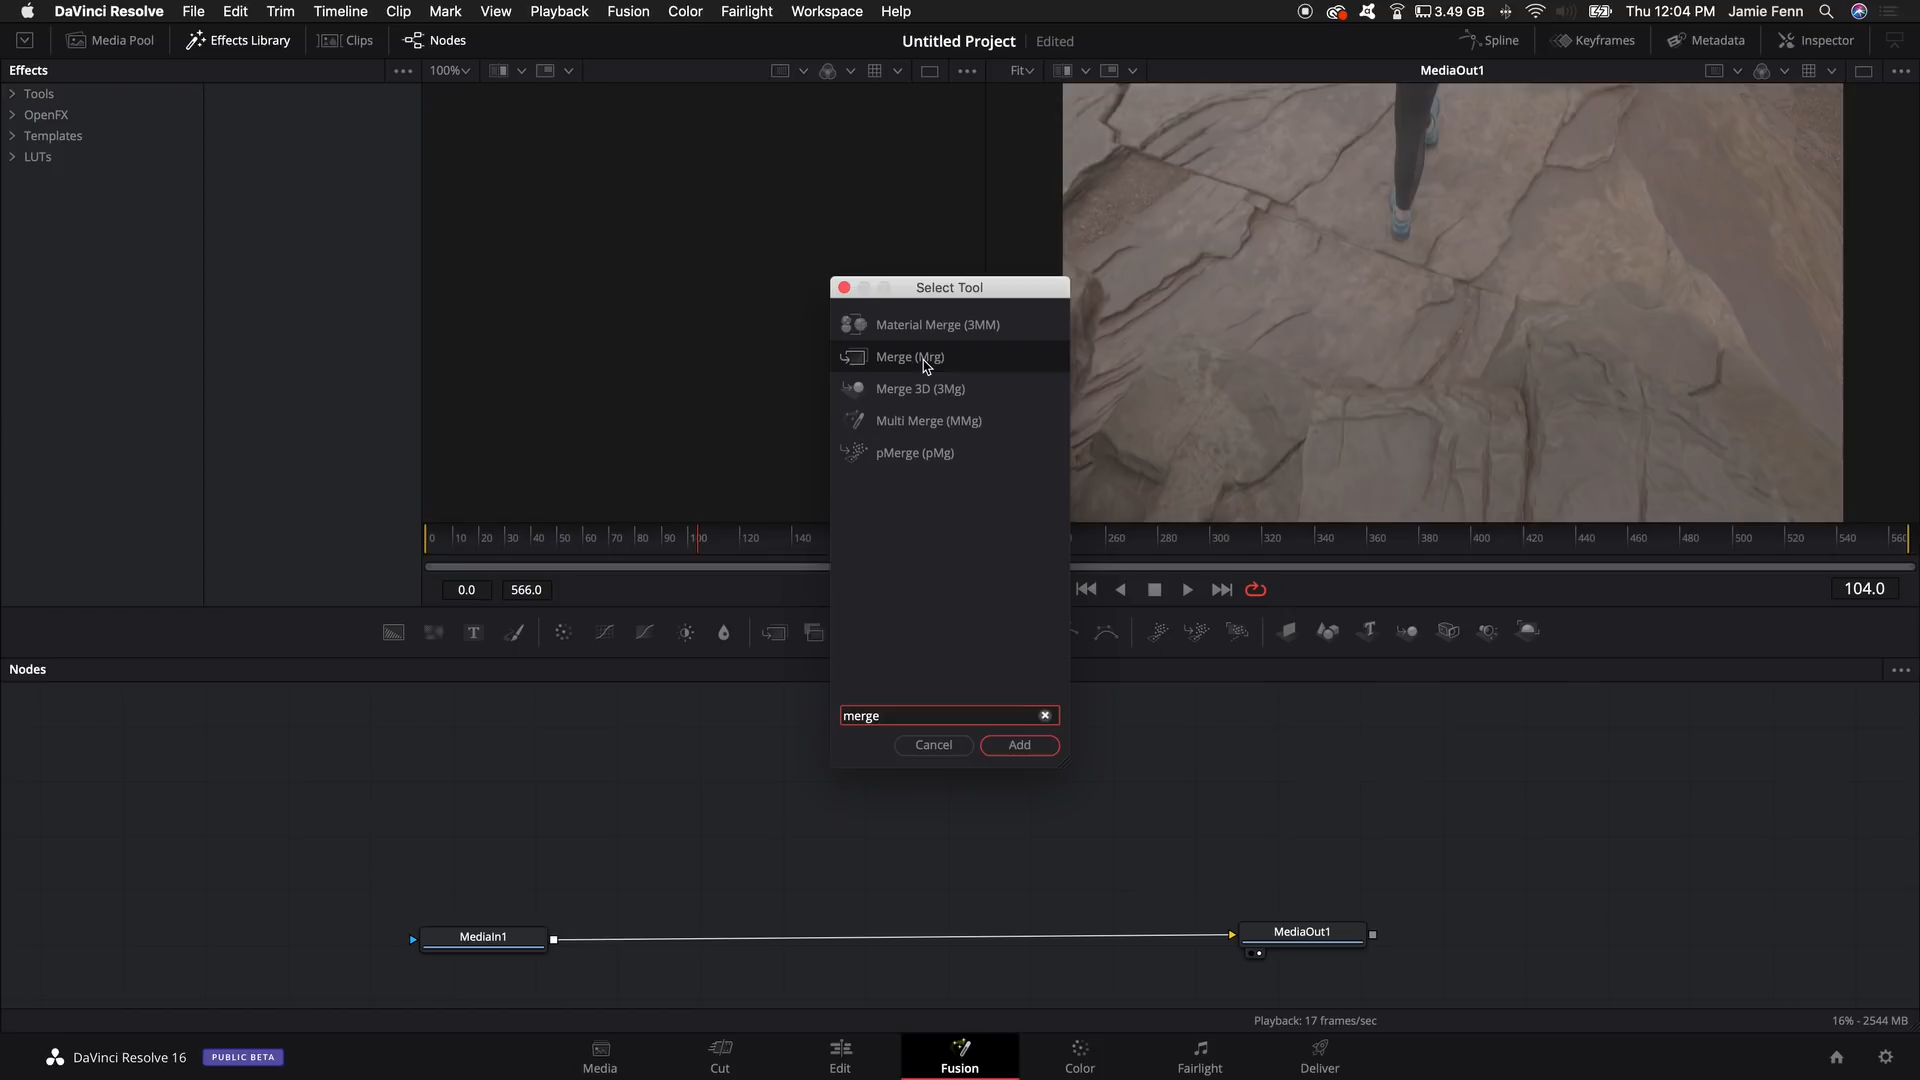 DaVinci Resolve File Edit Trim Timeline Clip Mark View Playback Fusion Color Fairlight Workspace Help 3.49 GB Thu 12:04 PM Jamie Fenn
Media Pool Effects Library Clips Nodes Untitled Project Edited Spline Keyframes Metadata Inspector
Effects 100% Fit MediaOut1
Tools
OpenFX
Templates
LUTs
Select Tool
Material Merge (3MM)
Merge (Mrg)
Merge 3D (3Mg)
Multi Merge (MMg)
pMerge (pMg)
0 10 20 30 40 50 60 70 80 90 100 120 140 260 280 300 320 340 360 380 400 420 440 460 480 500 520 540 560
0.0 566.0 104.0
Nodes
merge
Cancel Add
MediaIn1 MediaOut1
Playback: 17 frames/sec 16% - 2544 MB
DaVinci Resolve 16 PUBLIC BETA
Media Cut Edit Fusion Color Fairlight Deliver